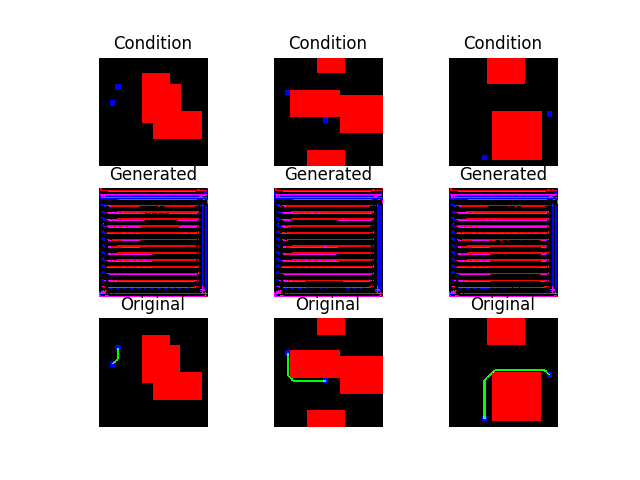 Condition Condition Condition
Generated Generated Generated
Original Original Original